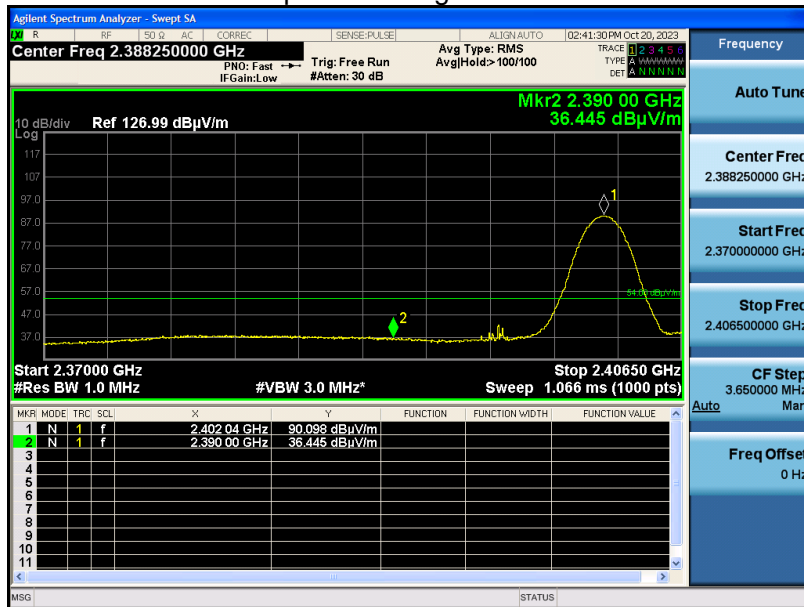 Agilent Spectrum Analyzer - Swept SA
LXI R RF 50 Ω AC CORREC SENSE:PULSE ALIGN AUTO 02:41:30 PM Oct 20, 2023
Center Freq 2.388250000 GHz
PNO: Fast
IFGain:Low
Trig: Free Run
#Atten: 30 dB
Avg Type: RMS
Avg|Hold:>100/100
TRACE 1 2 3 4 5 6
TYPE A WWWWW
DET A N N N N N
Frequency
Mkr2 2.390 00 GHz
36.445 dBµV/m
10 dB/div Ref 126.99 dBµV/m
Log
117
107
97.0
87.0
77.0
67.0
57.0
47.0
37.0
1
2
Start 2.37000 GHz Stop 2.40650 GHz
#Res BW 1.0 MHz #VBW 3.0 MHz* Sweep 1.066 ms (1000 pts)
MKR MODE TRC SCL X Y FUNCTION FUNCTION WIDTH FUNCTION VALUE
1 N 1 f 2.402 04 GHz 90.098 dBµV/m
2 N 1 f 2.390 00 GHz 36.445 dBµV/m
3
4
5
6
7
8
9
10
11
MSG STATUS
Auto Tune
Center Freq
2.388250000 GHz
Start Freq
2.370000000 GHz
Stop Freq
2.406500000 GHz
CF Step
3.650000 MHz
Auto Man
Freq Offset
0 Hz